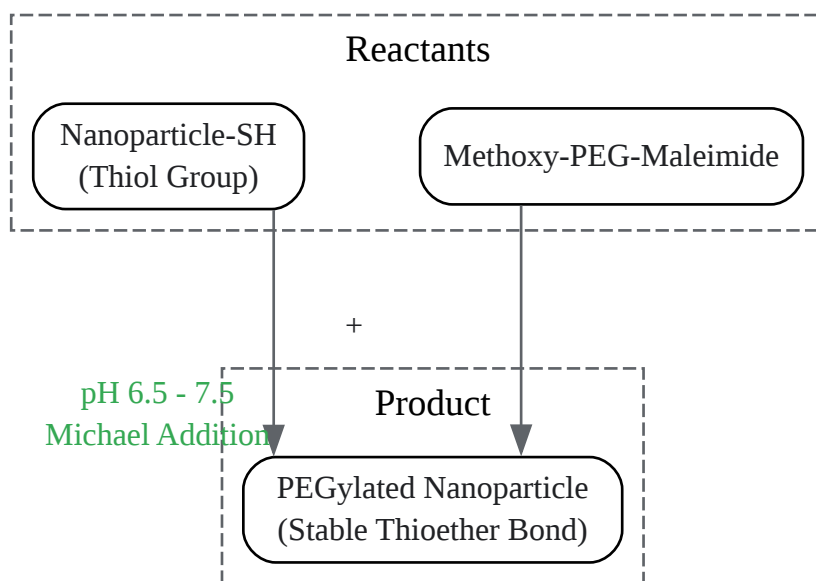 Reactants
Nanoparticle-SH
(Thiol Group)
Methoxy-PEG-Maleimide
+
pH 6.5 - 7.5
Michael Addition
Product
PEGylated Nanoparticle
(Stable Thioether Bond)